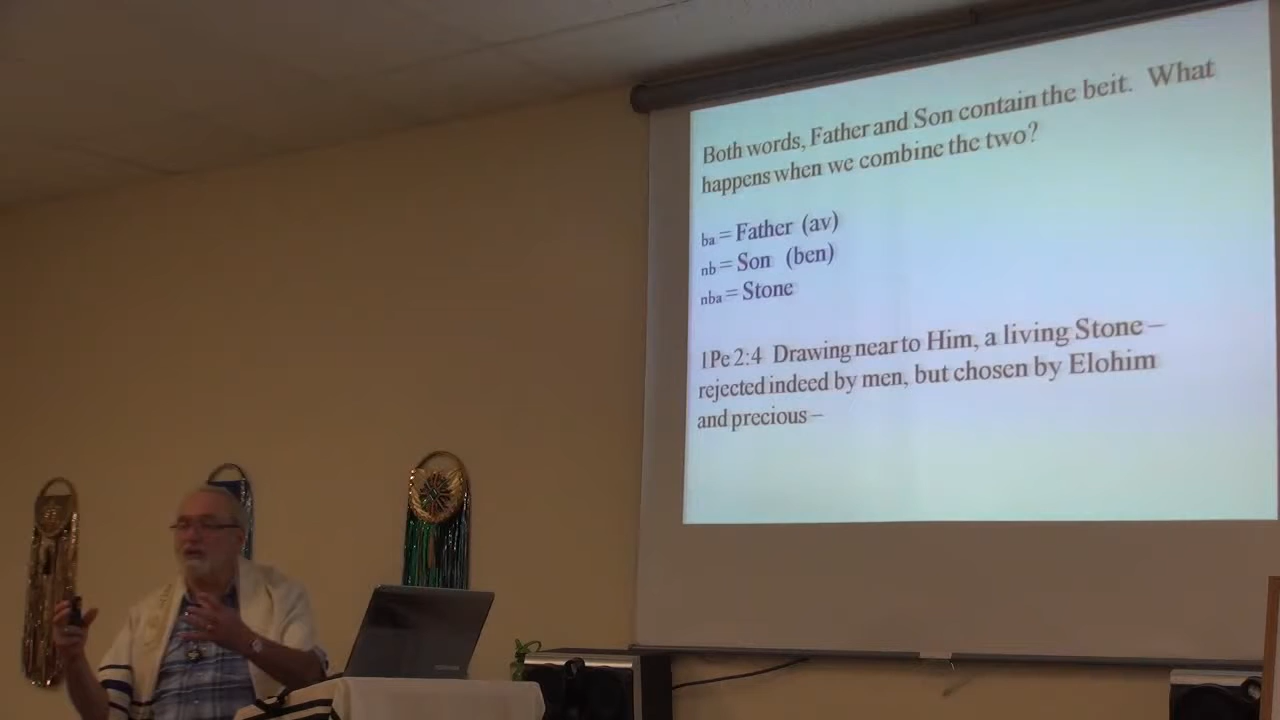 Both words, Father and Son contain the beit. What
happens when we combine the two?
ba = Father (av)
nb = Son (ben)
nba = Stone
1Pe 2:4 Drawing near to Him, a living Stone –
rejected indeed by men, but chosen by Elohim
and precious –